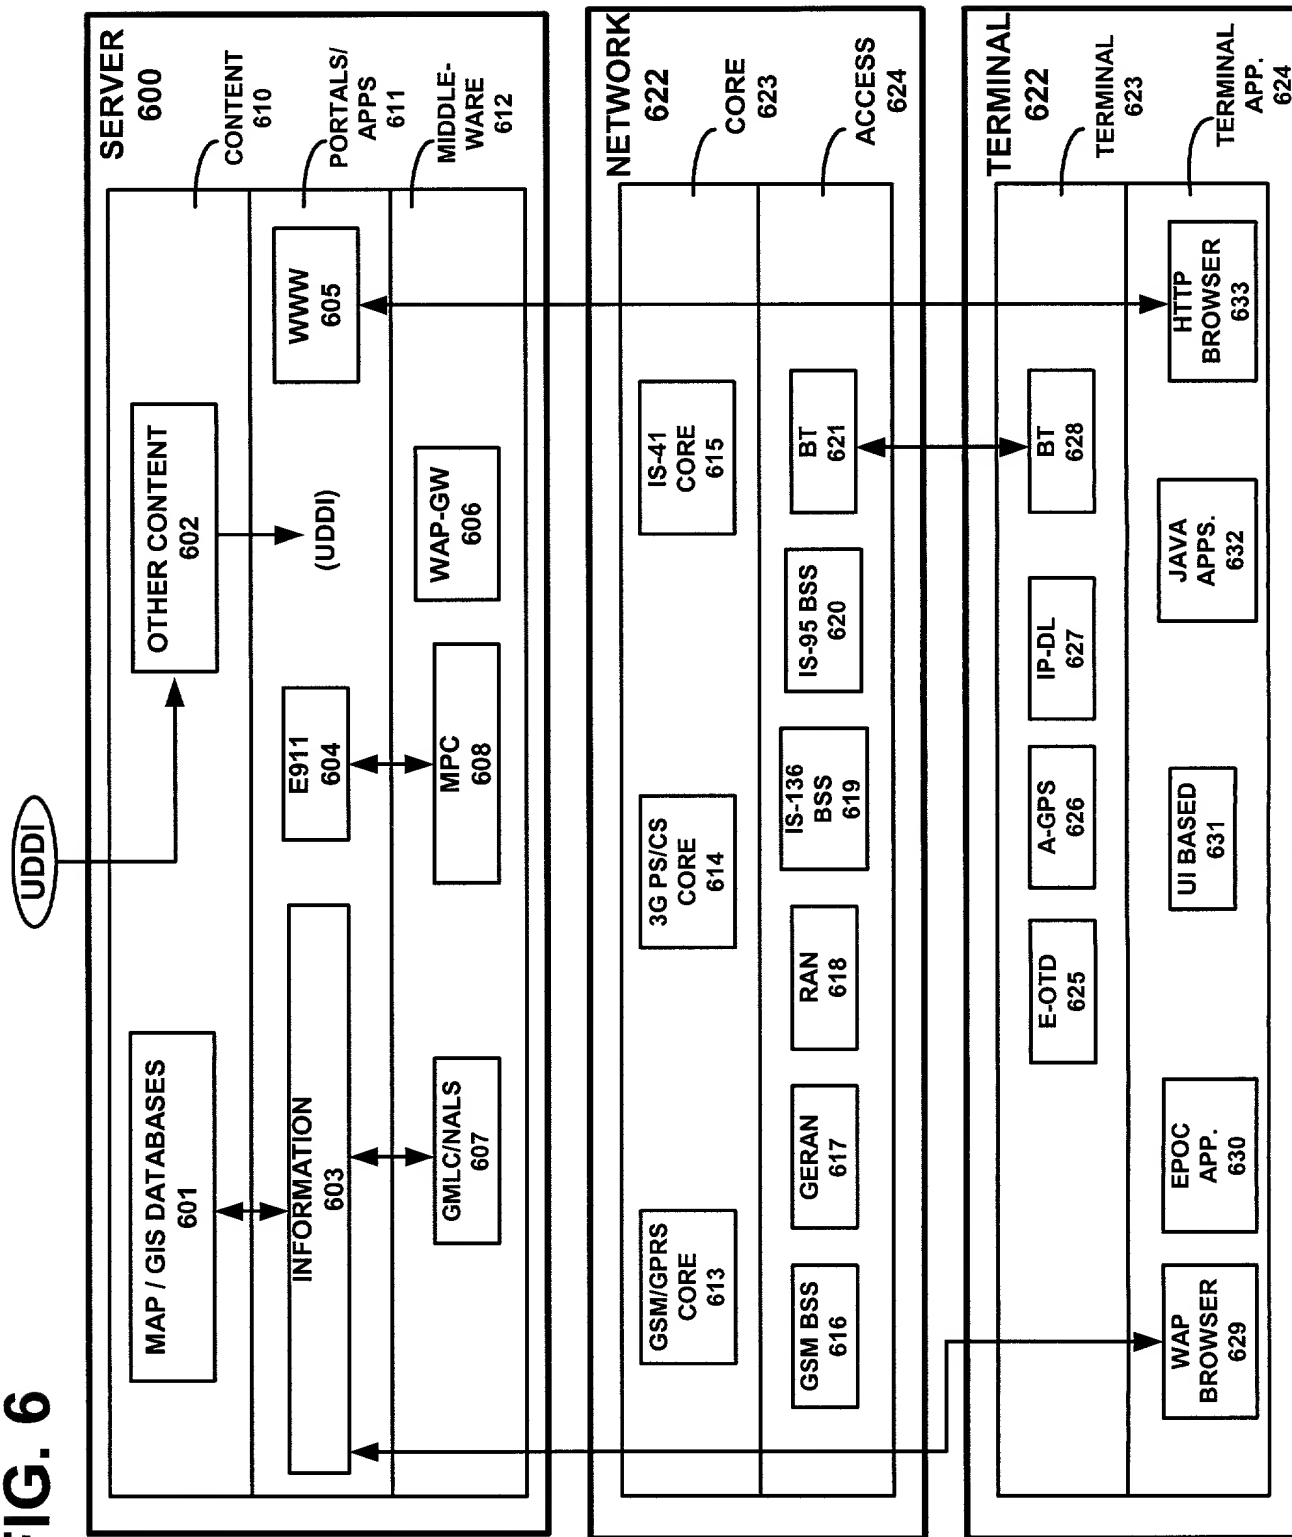 FIG. 6
UDDI
SERVER
600
CONTENT
610
PORTALS/
APPS
611
MIDDLE-
WARE
612
MAP / GIS DATABASES
601
OTHER CONTENT
602
INFORMATION
603
E911
604
(UDDI)
WWW
605
GMLC/NALS
607
MPC
608
WAP-GW
606
NETWORK
622
CORE
623
ACCESS
624
GSM/GPRS
CORE
613
3G PS/CS
CORE
614
IS-41
CORE
615
GSM BSS
616
GERAN
617
RAN
618
IS-136
BSS
619
IS-95 BSS
620
BT
621
TERMINAL
622
TERMINAL
623
TERMINAL
APP.
624
E-OTD
625
A-GPS
626
IP-DL
627
BT
628
WAP
BROWSER
629
EPOC
APP.
630
UI BASED
631
JAVA
APPS.
632
HTTP
BROWSER
633